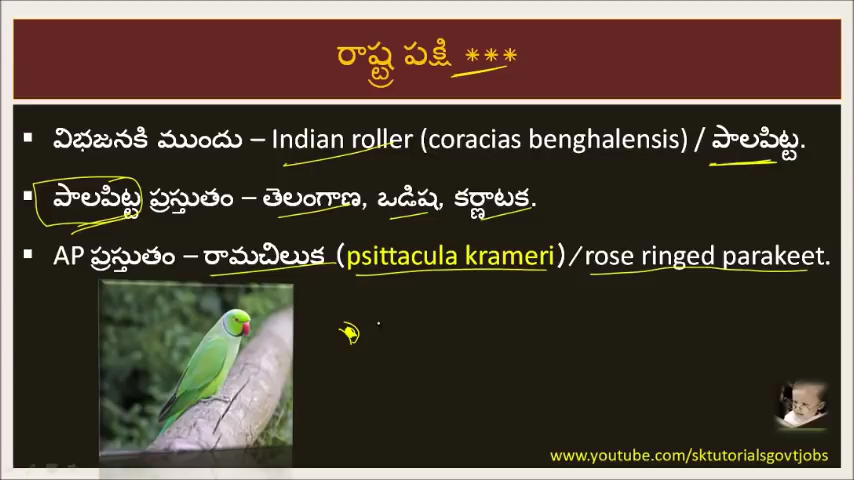 రాష్ట్ర పక్షి ***
▪ విభజనకి ముందు – Indian roller (coracias benghalensis) / పాలపిట్ట.
▪ పాలపిట్ట ప్రస్తుతం – తెలంగాణ, ఒడిష, కర్ణాటక.
▪ AP ప్రస్తుతం – రామచిలుక (psittacula krameri) / rose ringed parakeet.
www.youtube.com/sktutorialsgovtjobs